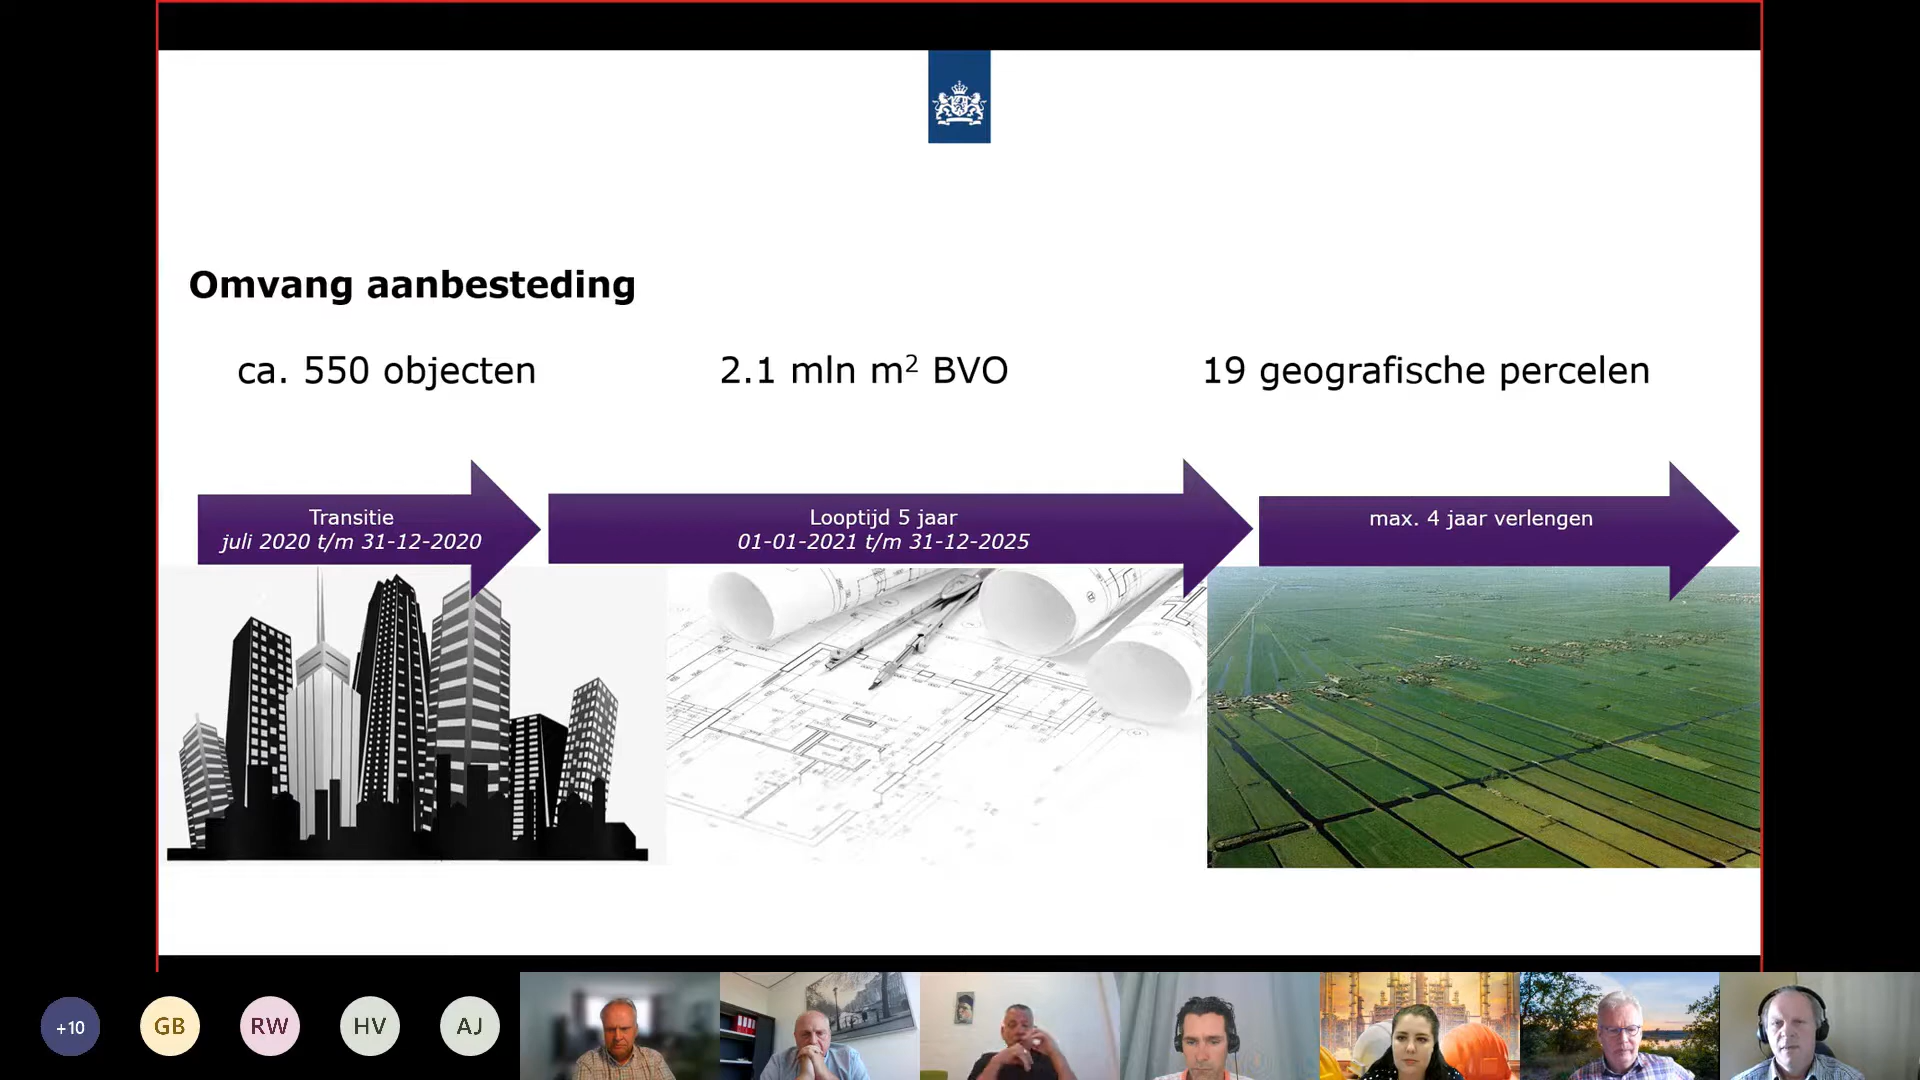 Omvang aanbesteding
ca. 550 objecten
2.1 mln m² BVO
19 geografische percelen
Transitie
juli 2020 t/m 31-12-2020
Looptijd 5 jaar
01-01-2021 t/m 31-12-2025
max. 4 jaar verlengen
+10
GB
RW
HV
AJ